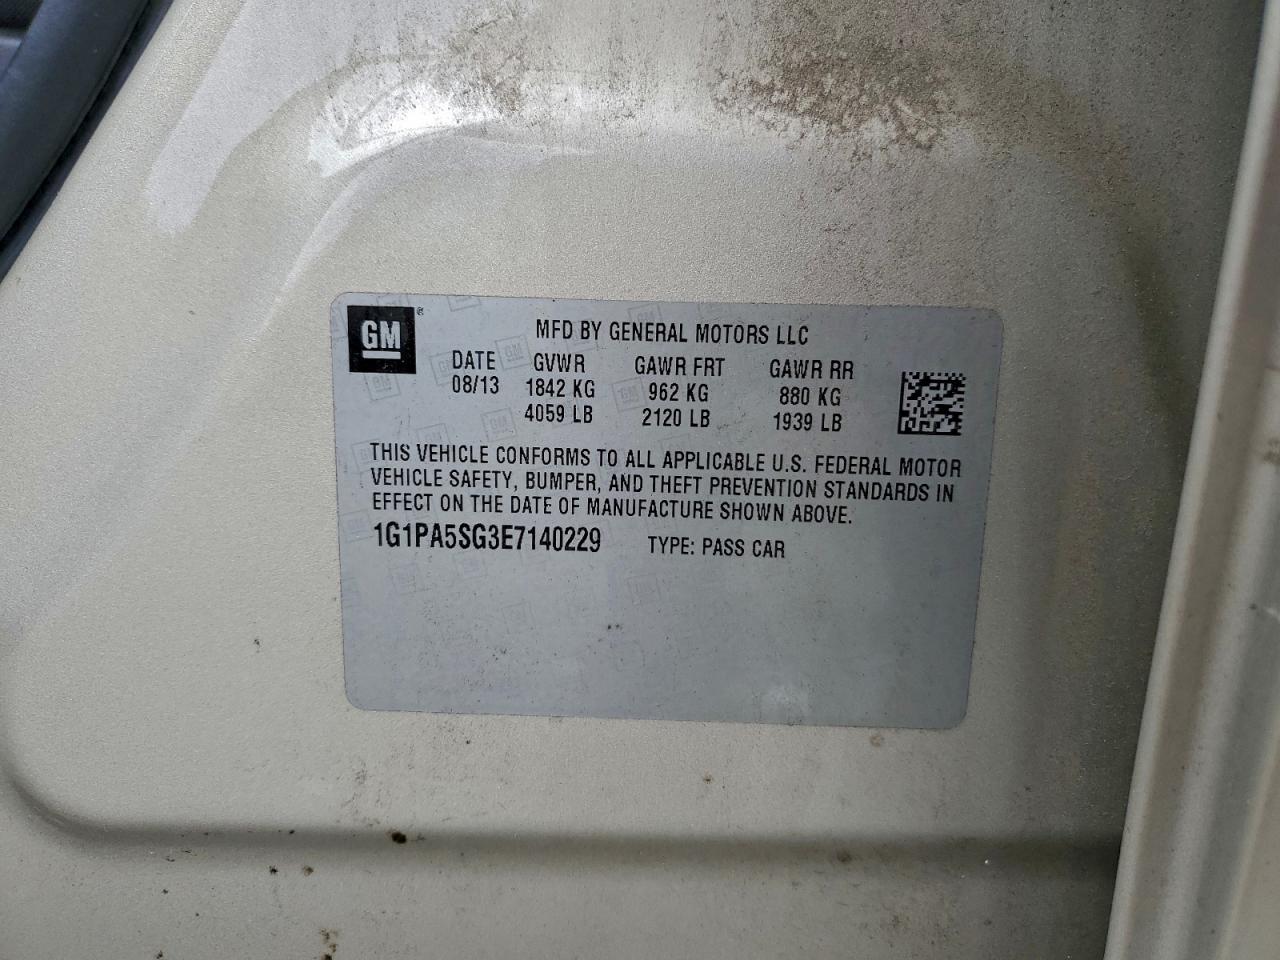 GM ®
MFD BY GENERAL MOTORS LLC
DATE GVWR GAWR FRT GAWR RR
08/13 1842 KG 962 KG 880 KG
4059 LB 2120 LB 1939 LB
THIS VEHICLE CONFORMS TO ALL APPLICABLE U.S. FEDERAL MOTOR
VEHICLE SAFETY, BUMPER, AND THEFT PREVENTION STANDARDS IN
EFFECT ON THE DATE OF MANUFACTURE SHOWN ABOVE.
1G1PA5SG3E7140229 TYPE: PASS CAR